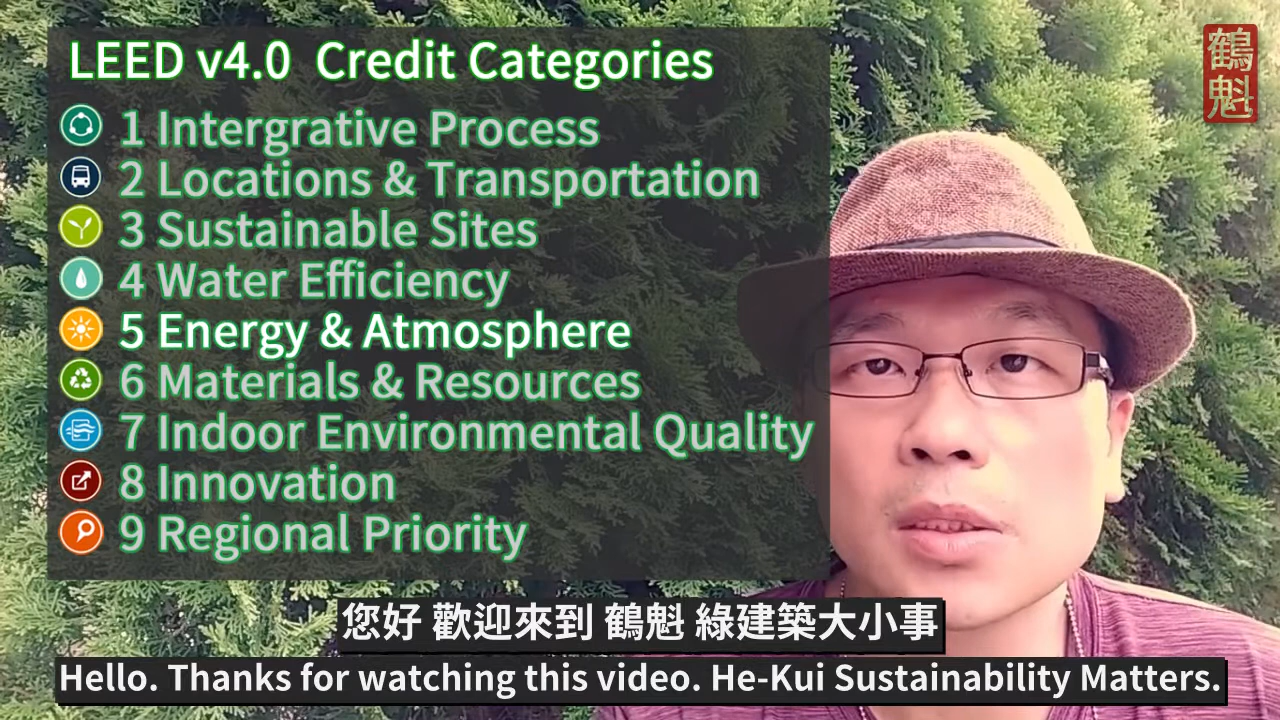 LEED v4.0 Credit Categories
1 Intergrative Process
2 Locations & Transportation
3 Sustainable Sites
4 Water Efficiency
5 Energy & Atmosphere
6 Materials & Resources
7 Indoor Environmental Quality
8 Innovation
9 Regional Priority
鶴
魁
您好 歡迎來到 鶴魁 綠建築大小事
Hello. Thanks for watching this video. He-Kui Sustainability Matters.